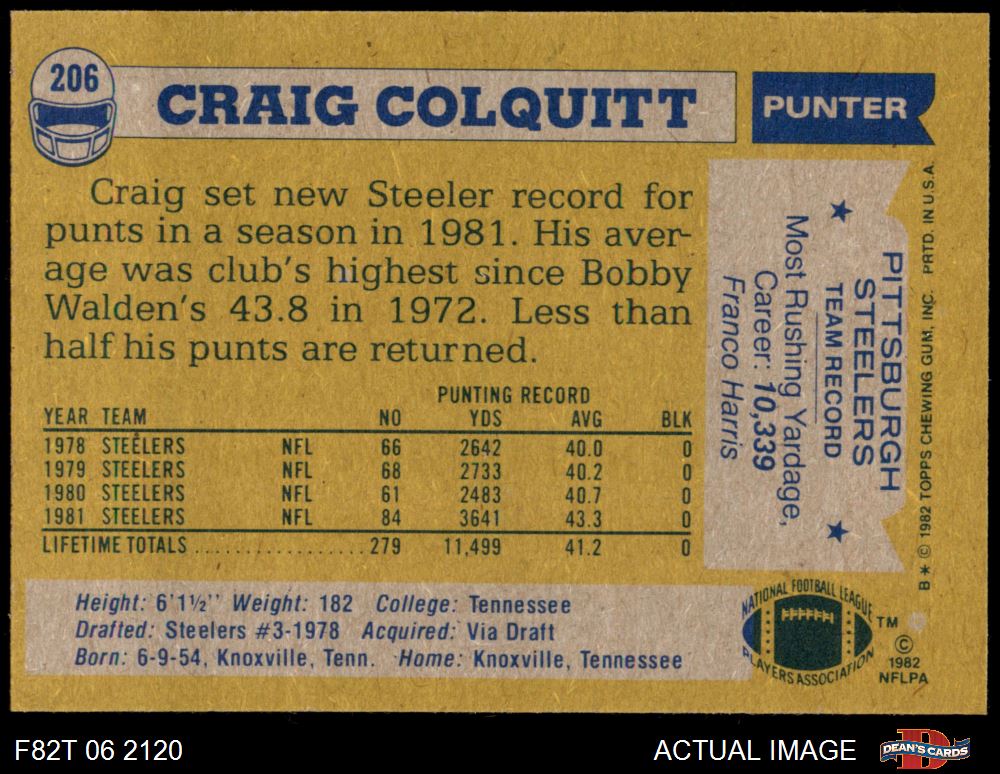 206
CRAIG COLQUITT
PUNTER
Craig set new Steeler record for
punts in a season in 1981. His aver-
age was club's highest since Bobby
Walden's 43.8 in 1972. Less than
half his punts are returned.
PUNTING RECORD
YEAR TEAM NO YDS AVG BLK
1978 STEELERS NFL 66 2642 40.0 0
1979 STEELERS NFL 68 2733 40.2 0
1980 STEELERS NFL 61 2483 40.7 0
1981 STEELERS NFL 84 3641 43.3 0
LIFETIME TOTALS.................279 11,499 41.2 0
PITTSBURGH
STEELERS
★ TEAM RECORD ★
Most Rushing Yardage,
Career: 10,339
Franco Harris
B * © 1982 TOPPS CHEWING GUM, INC. PRTD. IN U.S.A.
Height: 6'1½" Weight: 182 College: Tennessee
Drafted: Steelers #3-1978 Acquired: Via Draft
Born: 6-9-54, Knoxville, Tenn. Home: Knoxville, Tennessee
NATIONAL FOOTBALL LEAGUE
PLAYERS ASSOCIATION
TM
©
1982
NFLPA
F82T 06 2120
ACTUAL IMAGE
DEAN'S CARDS